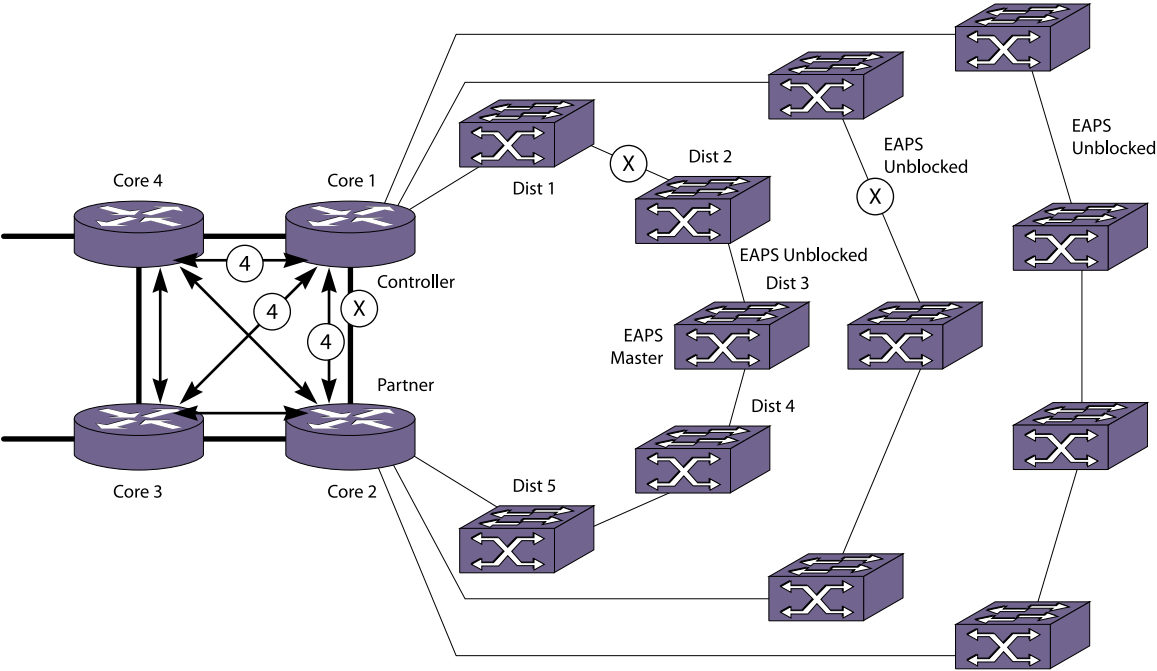 EAPS
Unblocked
EAPS
Unblocked
X
Dist 2
Dist 1
X
Core 4
Core 1
EAPS Unblocked
4
Controller
Dist 3
4
X
4
EAPS
Master
Partner
Dist 4
Core 3
Core 2
Dist 5